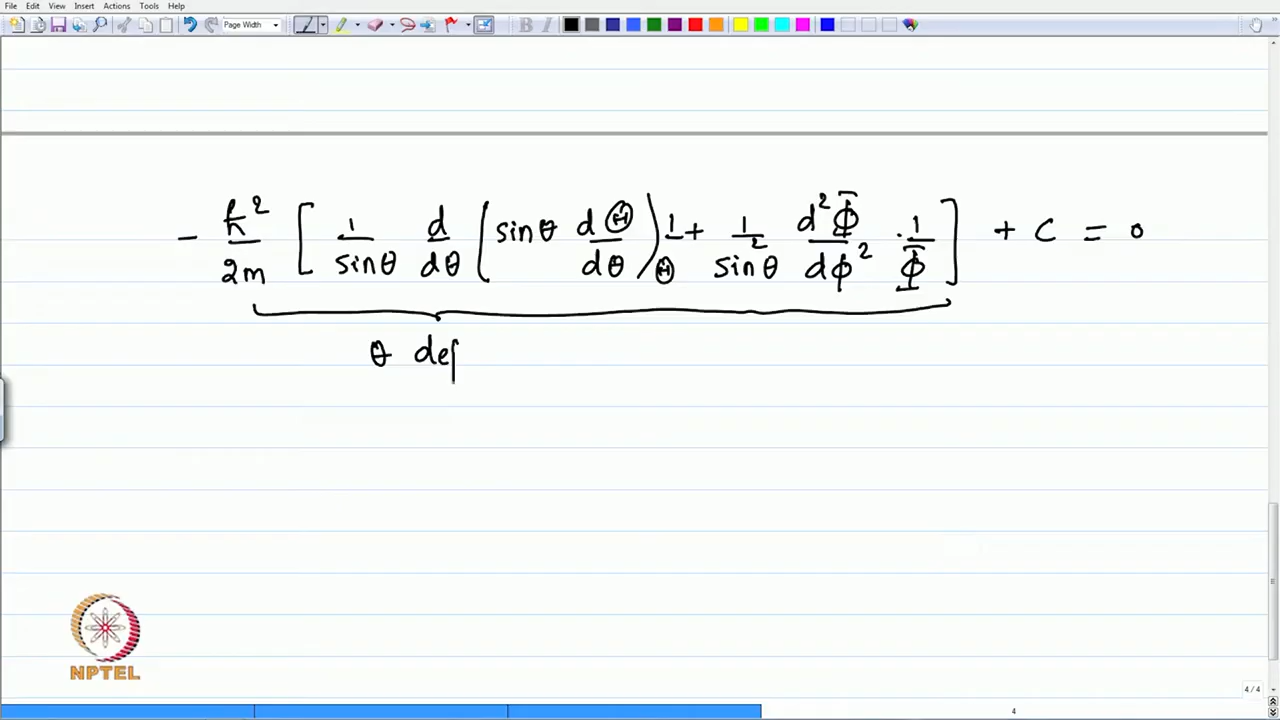 File Edit View Insert Actions Tools Help
Page Width
B I U
- ℏ²/2m [ 1/sinθ d/dθ ( sinθ dΘ/dθ ) 1/Θ + 1/sin²θ d²Φ/dϕ² · 1/Φ ] + C = 0
θ dep
NPTEL
4/4
4